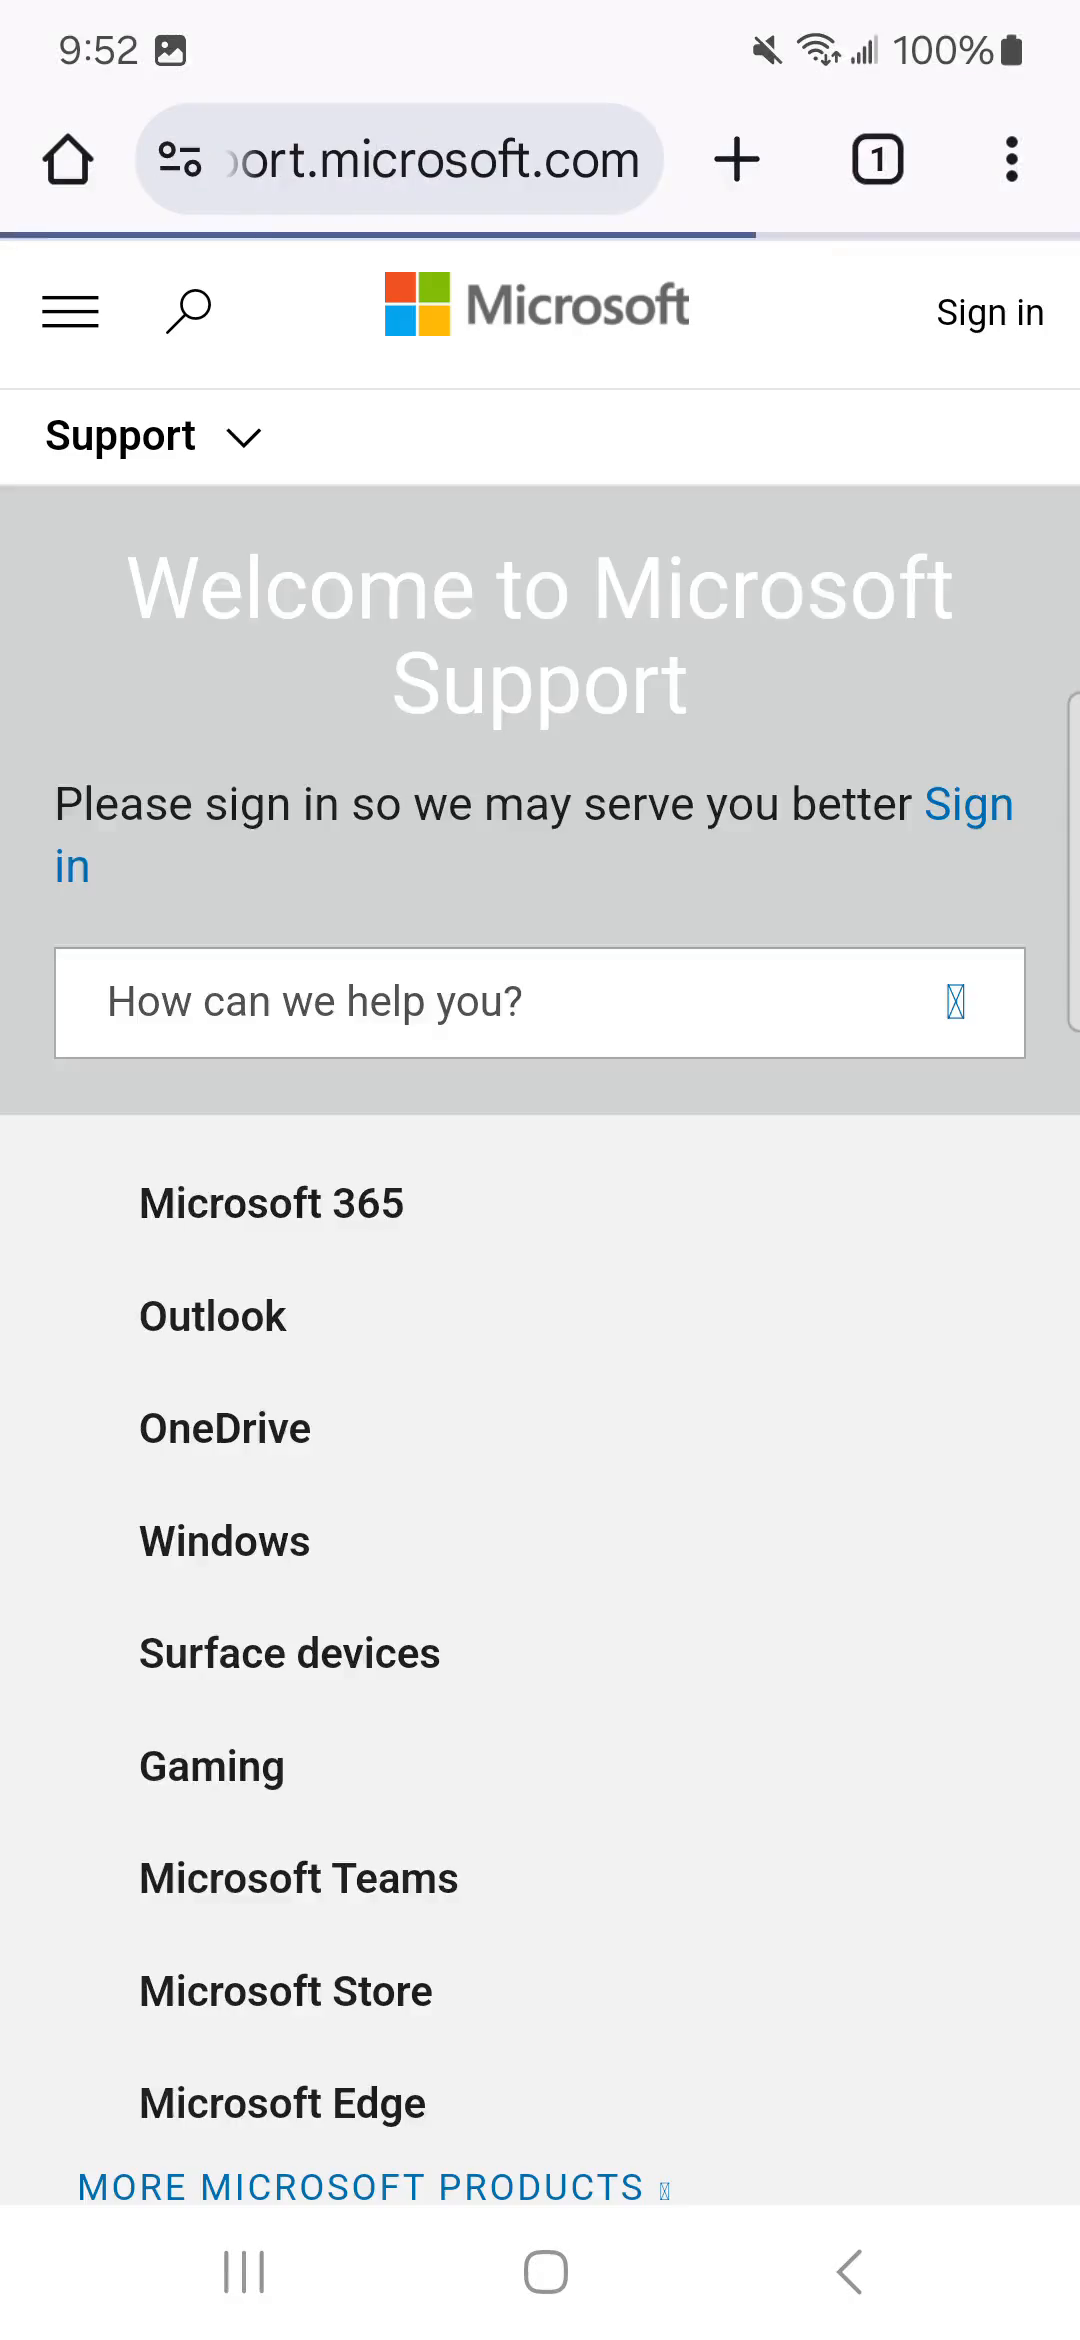 9:52 100%
ort.microsoft.com 1
Microsoft Sign in
Support
Welcome to Microsoft
Support
Please sign in so we may serve you better Sign
in
How can we help you?
Microsoft 365
Outlook
OneDrive
Windows
Surface devices
Gaming
Microsoft Teams
Microsoft Store
Microsoft Edge
MORE MICROSOFT PRODUCTS